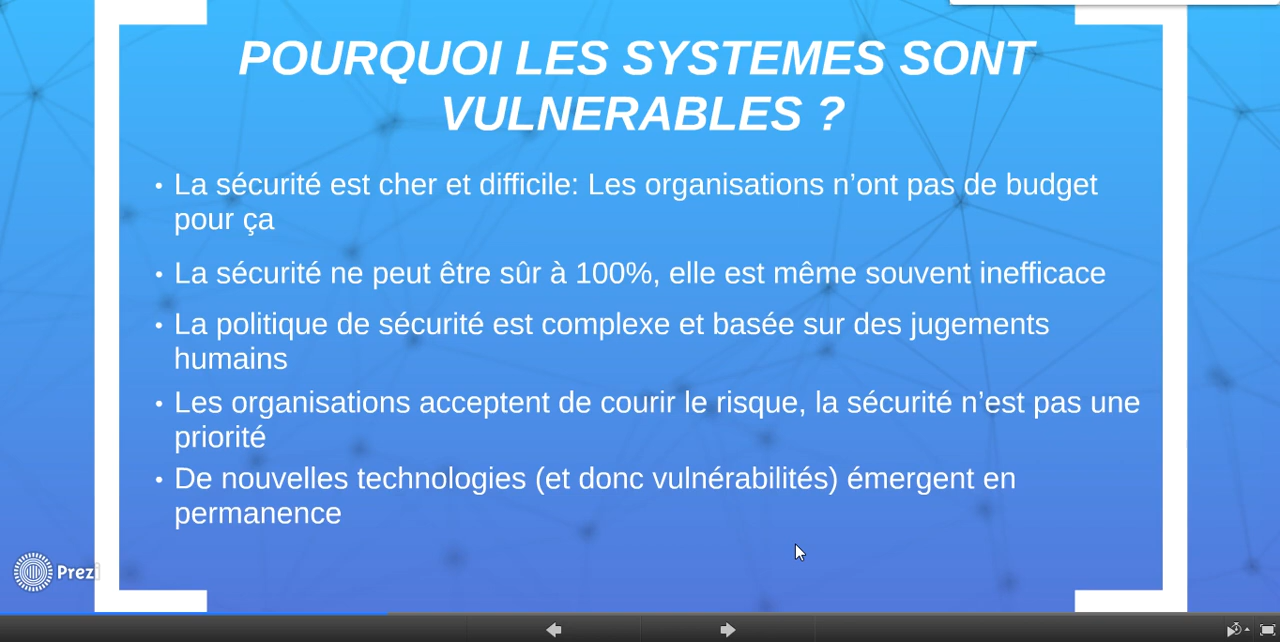 POURQUOI LES SYSTEMES SONT
VULNERABLES ?
• La sécurité est cher et difficile: Les organisations n’ont pas de budget
pour ça
• La sécurité ne peut être sûr à 100%, elle est même souvent inefficace
• La politique de sécurité est complexe et basée sur des jugements
humains
• Les organisations acceptent de courir le risque, la sécurité n’est pas une
priorité
• De nouvelles technologies (et donc vulnérabilités) émergent en
permanence
Prezi